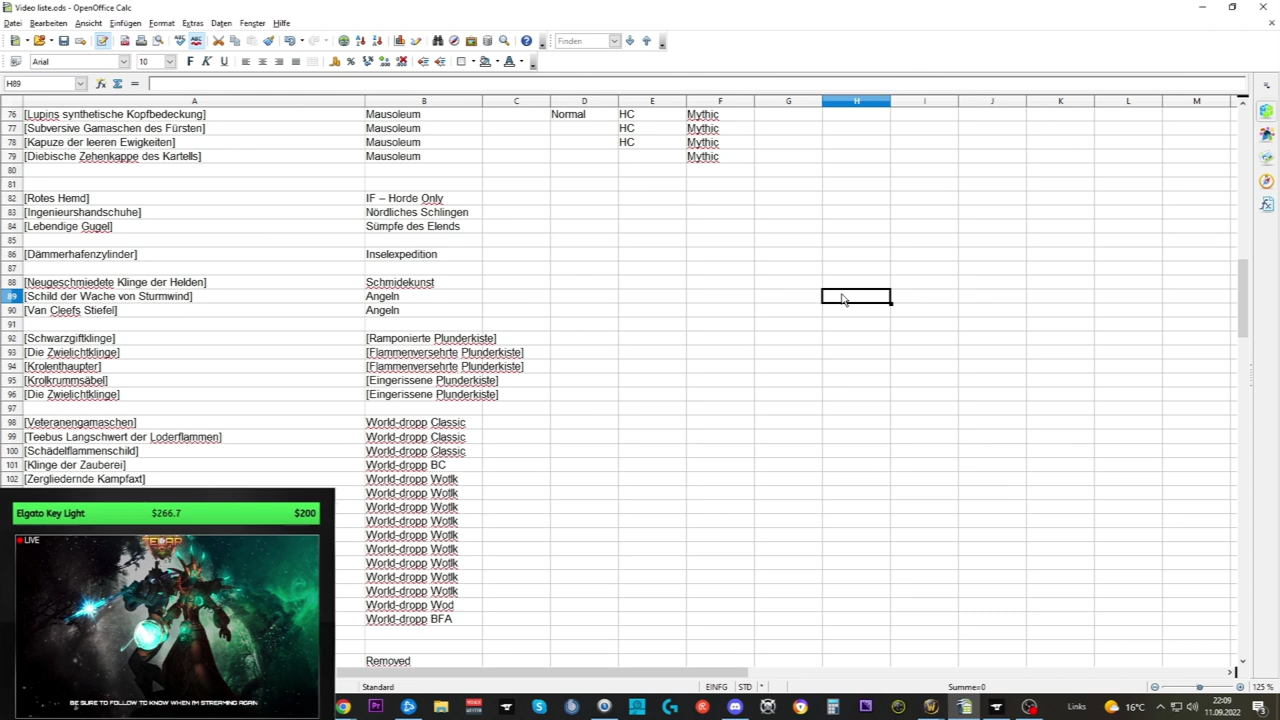 Video liste.ods - OpenOffice Calc
Datei Bearbeiten Ansicht Einfügen Format Extras Daten Fenster Hilfe
Finden
Arial 10
H89
A B C D E F G H I J K L M
76 [Lupins synthetische Kopfbedeckung] Mausoleum Normal HC Mythic
77 [Subversive Gamaschen des Fürsten] Mausoleum HC Mythic
78 [Kapuze der leeren Ewigkeiten] Mausoleum HC Mythic
79 [Diebische Zehenkappe des Kartells] Mausoleum Mythic
80
81
82 [Rotes Hemd] IF – Horde Only
83 [Ingenieurshandschuhe] Nördliches Schlingen
84 [Lebendige Gugel] Sümpfe des Elends
85
86 [Dämmerhafenzylinder] Inselexpedition
87
88 [Neugeschmiedete Klinge der Helden] Schmidekunst
89 [Schild der Wache von Sturmwind] Angeln
90 [Van Cleefs Stiefel] Angeln
91
92 [Schwarzgiftklinge] [Ramponierte Plunderkiste]
93 [Die Zwielichtklinge] [Flammenversehrte Plunderkiste]
94 [Krolenthaupter] [Flammenversehrte Plunderkiste]
95 [Krolkrummsäbel] [Eingerissene Plunderkiste]
96 [Die Zwielichtklinge] [Eingerissene Plunderkiste]
97
98 [Veteranengamaschen] World-dropp Classic
99 [Teebus Langschwert der Loderflammen] World-dropp Classic
100 [Schädelflammenschild] World-dropp Classic
101 [Klinge der Zauberei] World-dropp BC
102 [Zergliedernde Kampfaxt] World-dropp Wotlk
World-dropp Wotlk
World-dropp Wotlk
World-dropp Wotlk
World-dropp Wotlk
World-dropp Wotlk
World-dropp Wotlk
World-dropp Wotlk
World-dropp Wotlk
World-dropp Wod
World-dropp BFA
Removed
Elgato Key Light $266.7 $200
LIVE
BE SURE TO FOLLOW TO KNOW WHEN I'M STREAMING AGAIN
Standard EINFG STD * Summe=0 125 %
Links 16°C 22:09
11.09.2022